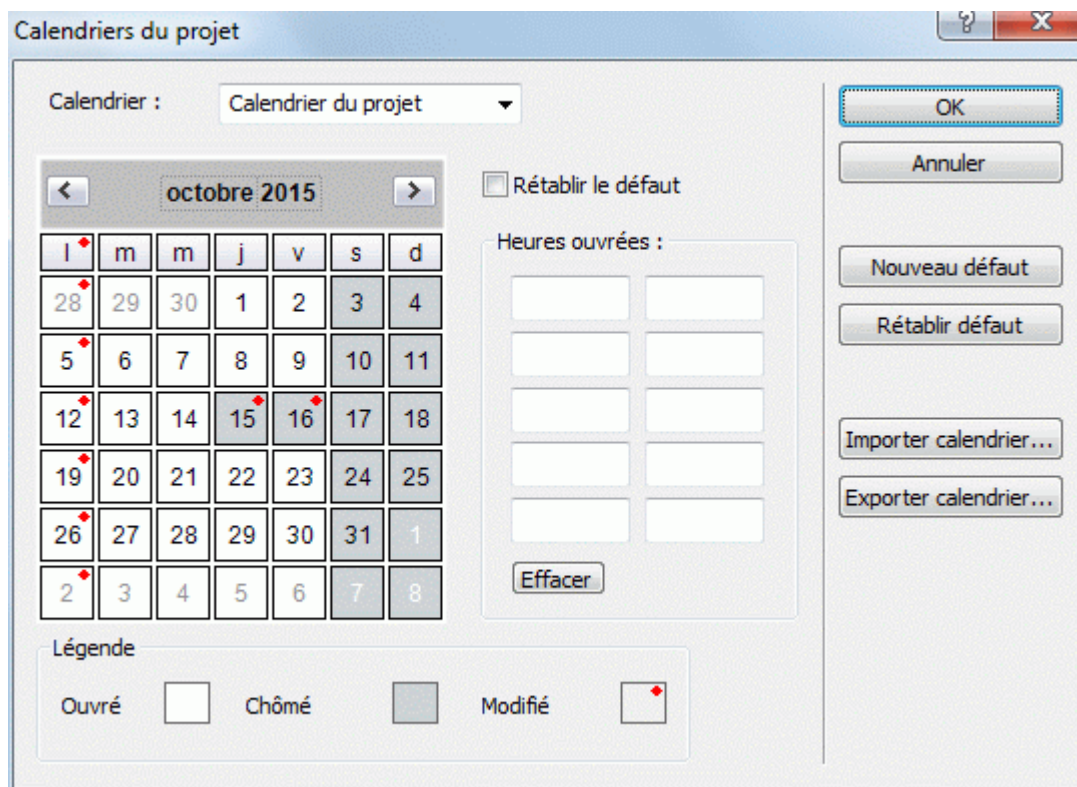 Calendriers du projet
?
Calendrier : Calendrier du projet
OK
Annuler
octobre 2015
Rétablir le défaut
l m m j v s d
Heures ouvrées :
Nouveau défaut
28 29 30 1 2 3 4
Rétablir défaut
5 6 7 8 9 10 11
12 13 14 15 16 17 18
Importer calendrier...
19 20 21 22 23 24 25
Exporter calendrier...
26 27 28 29 30 31 1
2 3 4 5 6 7 8
Effacer
Légende
Ouvré Chômé Modifié